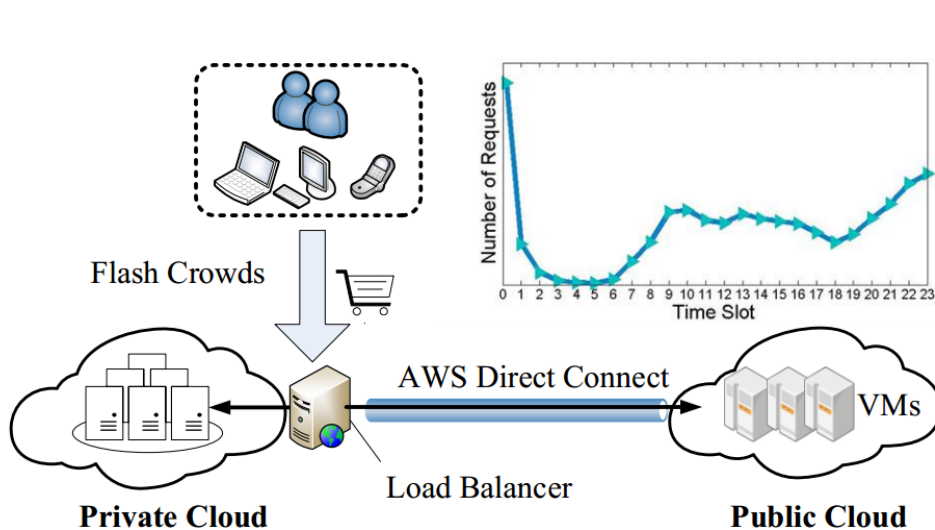 Number of Requests
0 1 2 3 4 5 6 7 8 9 10 11 12 13 14 15 16 17 18 19 20 21 22 23
Time Slot
Flash Crowds
AWS Direct Connect
VMs
Load Balancer
Private Cloud
Public Cloud